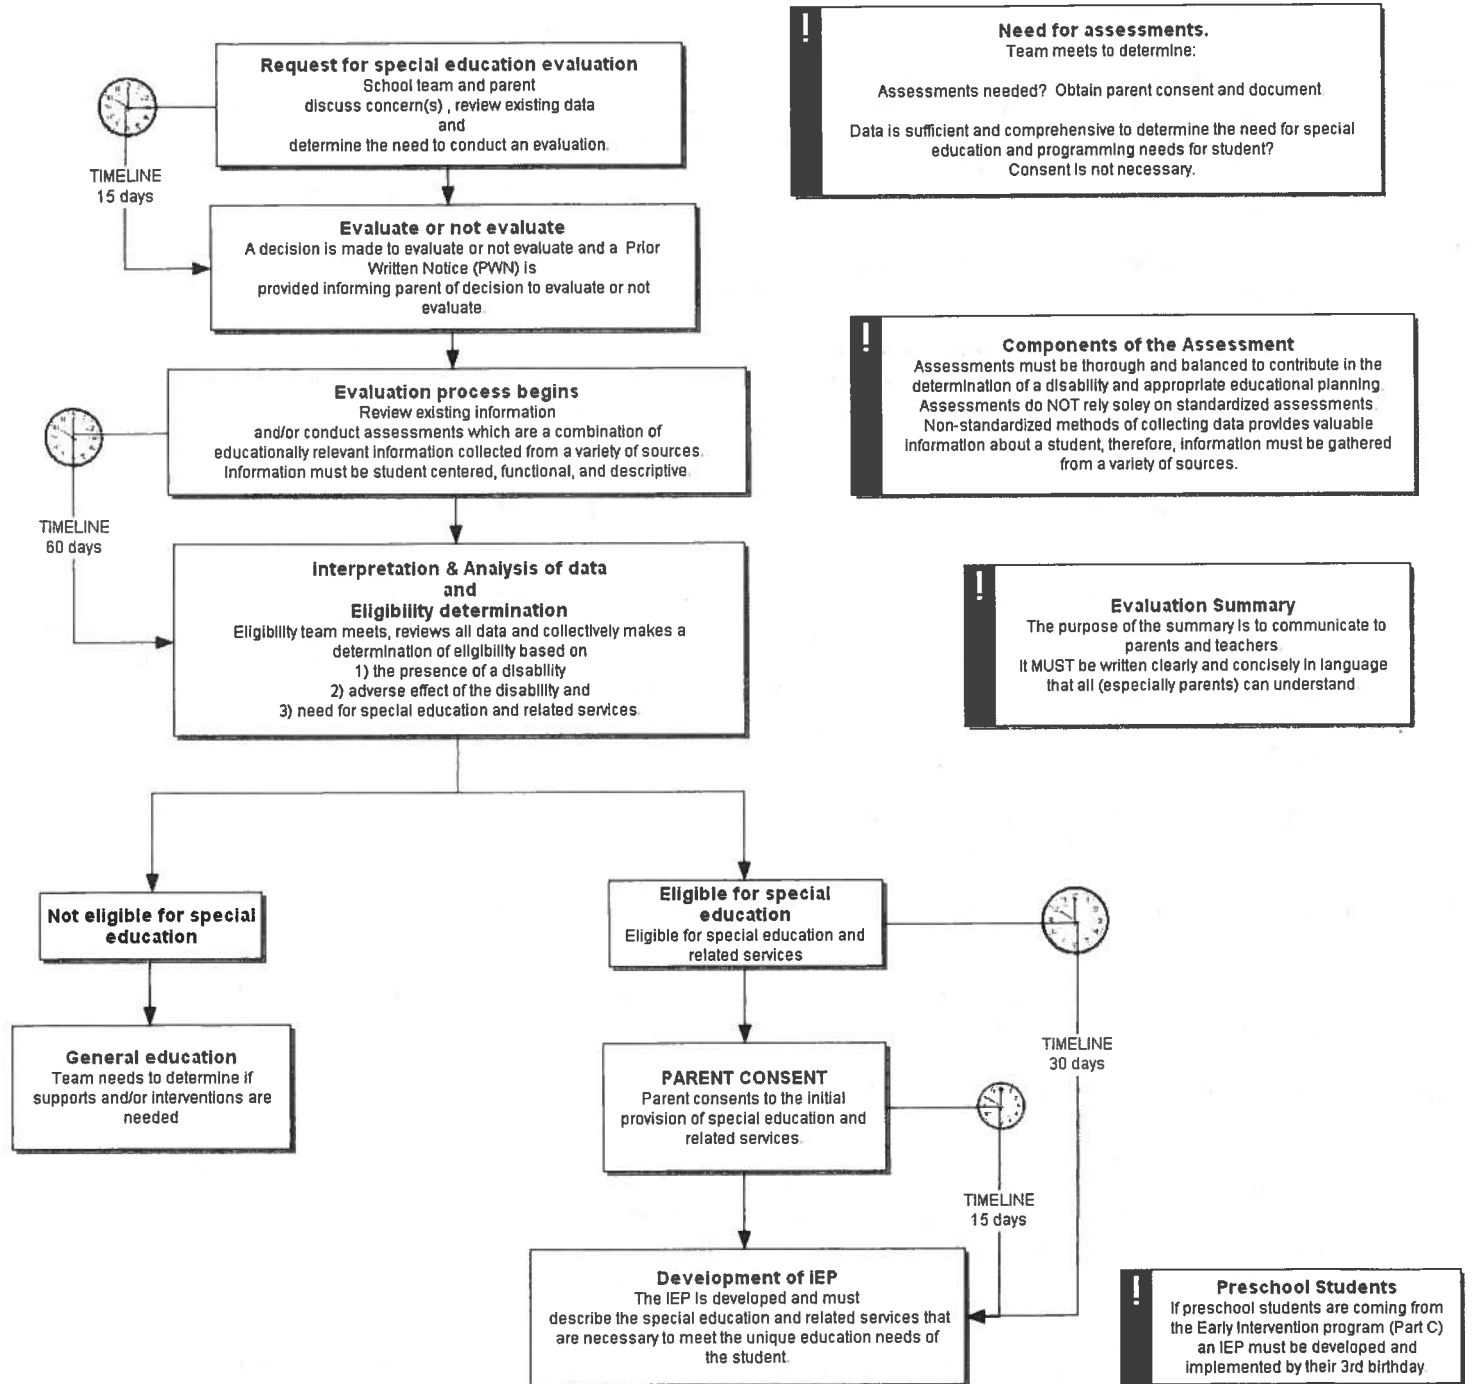 Request for special education evaluation
School team and parent
discuss concern(s) , review existing data
and
determine the need to conduct an evaluation.
TIMELINE
15 days
Evaluate or not evaluate
A decision is made to evaluate or not evaluate and a Prior
Written Notice (PWN) is
provided informing parent of decision to evaluate or not
evaluate.
Evaluation process begins
Review existing information
and/or conduct assessments which are a combination of
educationally relevant information collected from a variety of sources.
Information must be student centered, functional, and descriptive.
TIMELINE
60 days
Interpretation & Analysis of data
and
Eligibility determination
Eligibility team meets, reviews all data and collectively makes a
determination of eligibility based on
1) the presence of a disability
2) adverse effect of the disability and
3) need for special education and related services.
Not eligible for special
education
General education
Team needs to determine if
supports and/or interventions are
needed
Eligible for special
education
Eligible for special education and
related services
PARENT CONSENT
Parent consents to the initial
provision of special education and
related services.
TIMELINE
30 days
TIMELINE
15 days
Development of IEP
The IEP is developed and must
describe the special education and related services that
are necessary to meet the unique education needs of
the student.
!
Need for assessments.
Team meets to determine:
Assessments needed? Obtain parent consent and document
Data is sufficient and comprehensive to determine the need for special
education and programming needs for student?
Consent is not necessary.
!
Components of the Assessment
Assessments must be thorough and balanced to contribute in the
determination of a disability and appropriate educational planning.
Assessments do NOT rely soley on standardized assessments.
Non-standardized methods of collecting data provides valuable
information about a student, therefore, information must be gathered
from a variety of sources.
!
Evaluation Summary
The purpose of the summary is to communicate to
parents and teachers.
It MUST be written clearly and concisely in language
that all (especially parents) can understand.
!
Preschool Students
If preschool students are coming from
the Early Intervention program (Part C)
an IEP must be developed and
implemented by their 3rd birthday.